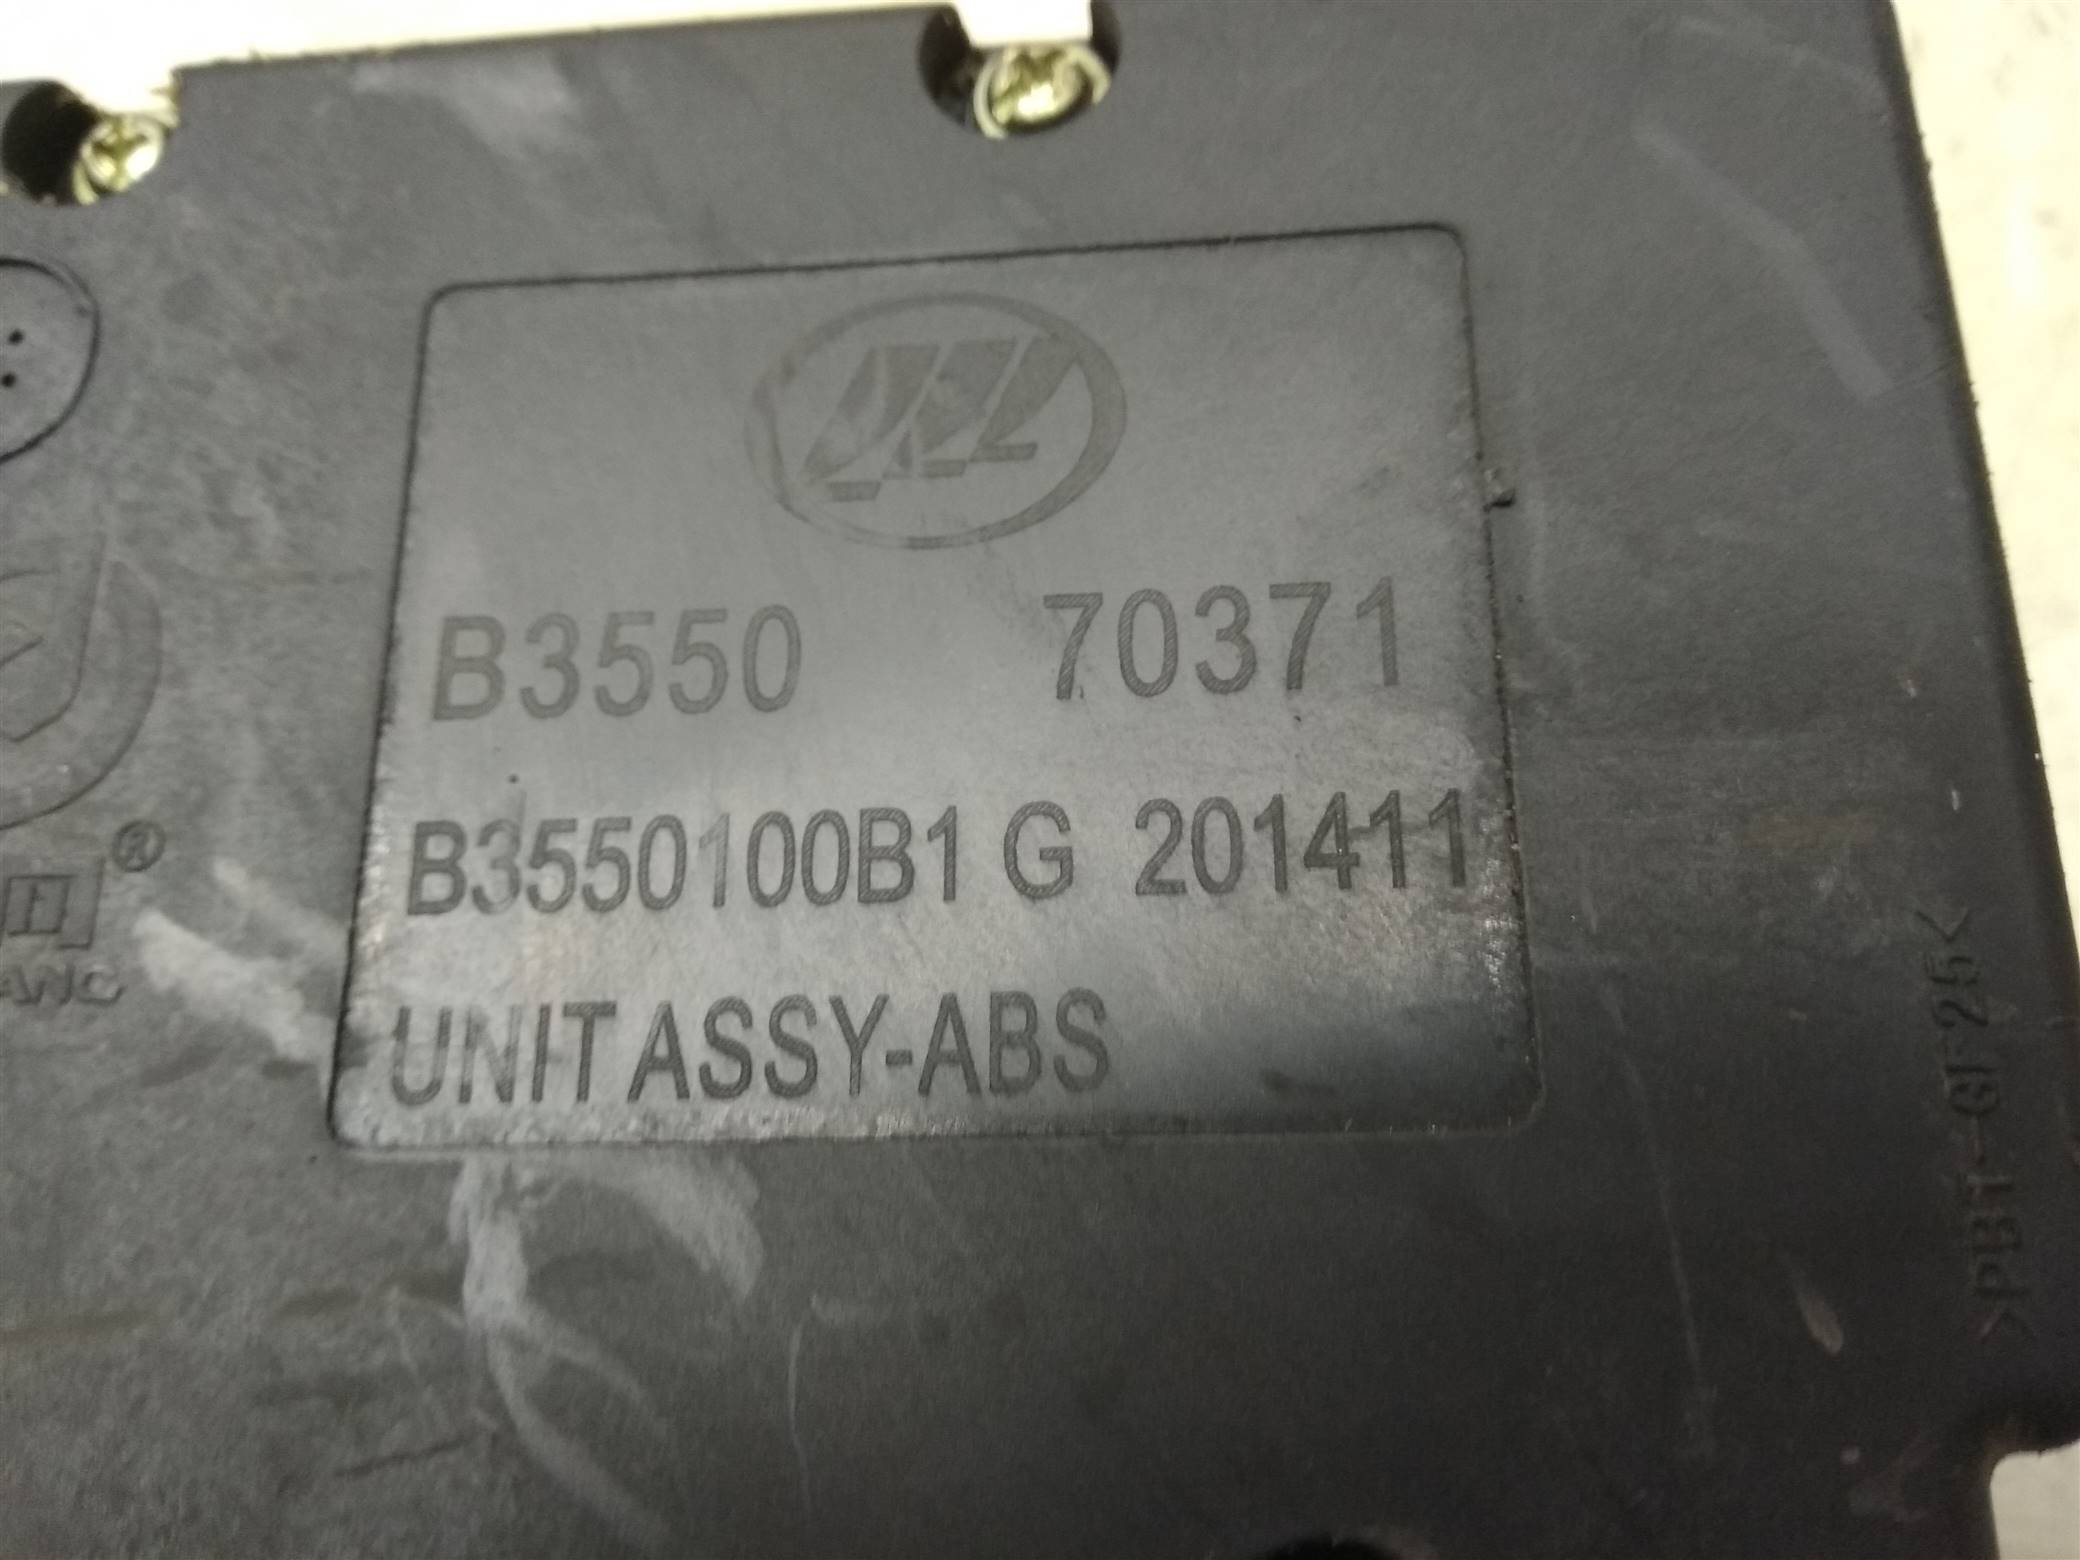 B3550 70371
B3550100B1 G 201411
UNIT ASSY-ABS
®
>PBT-GF25<